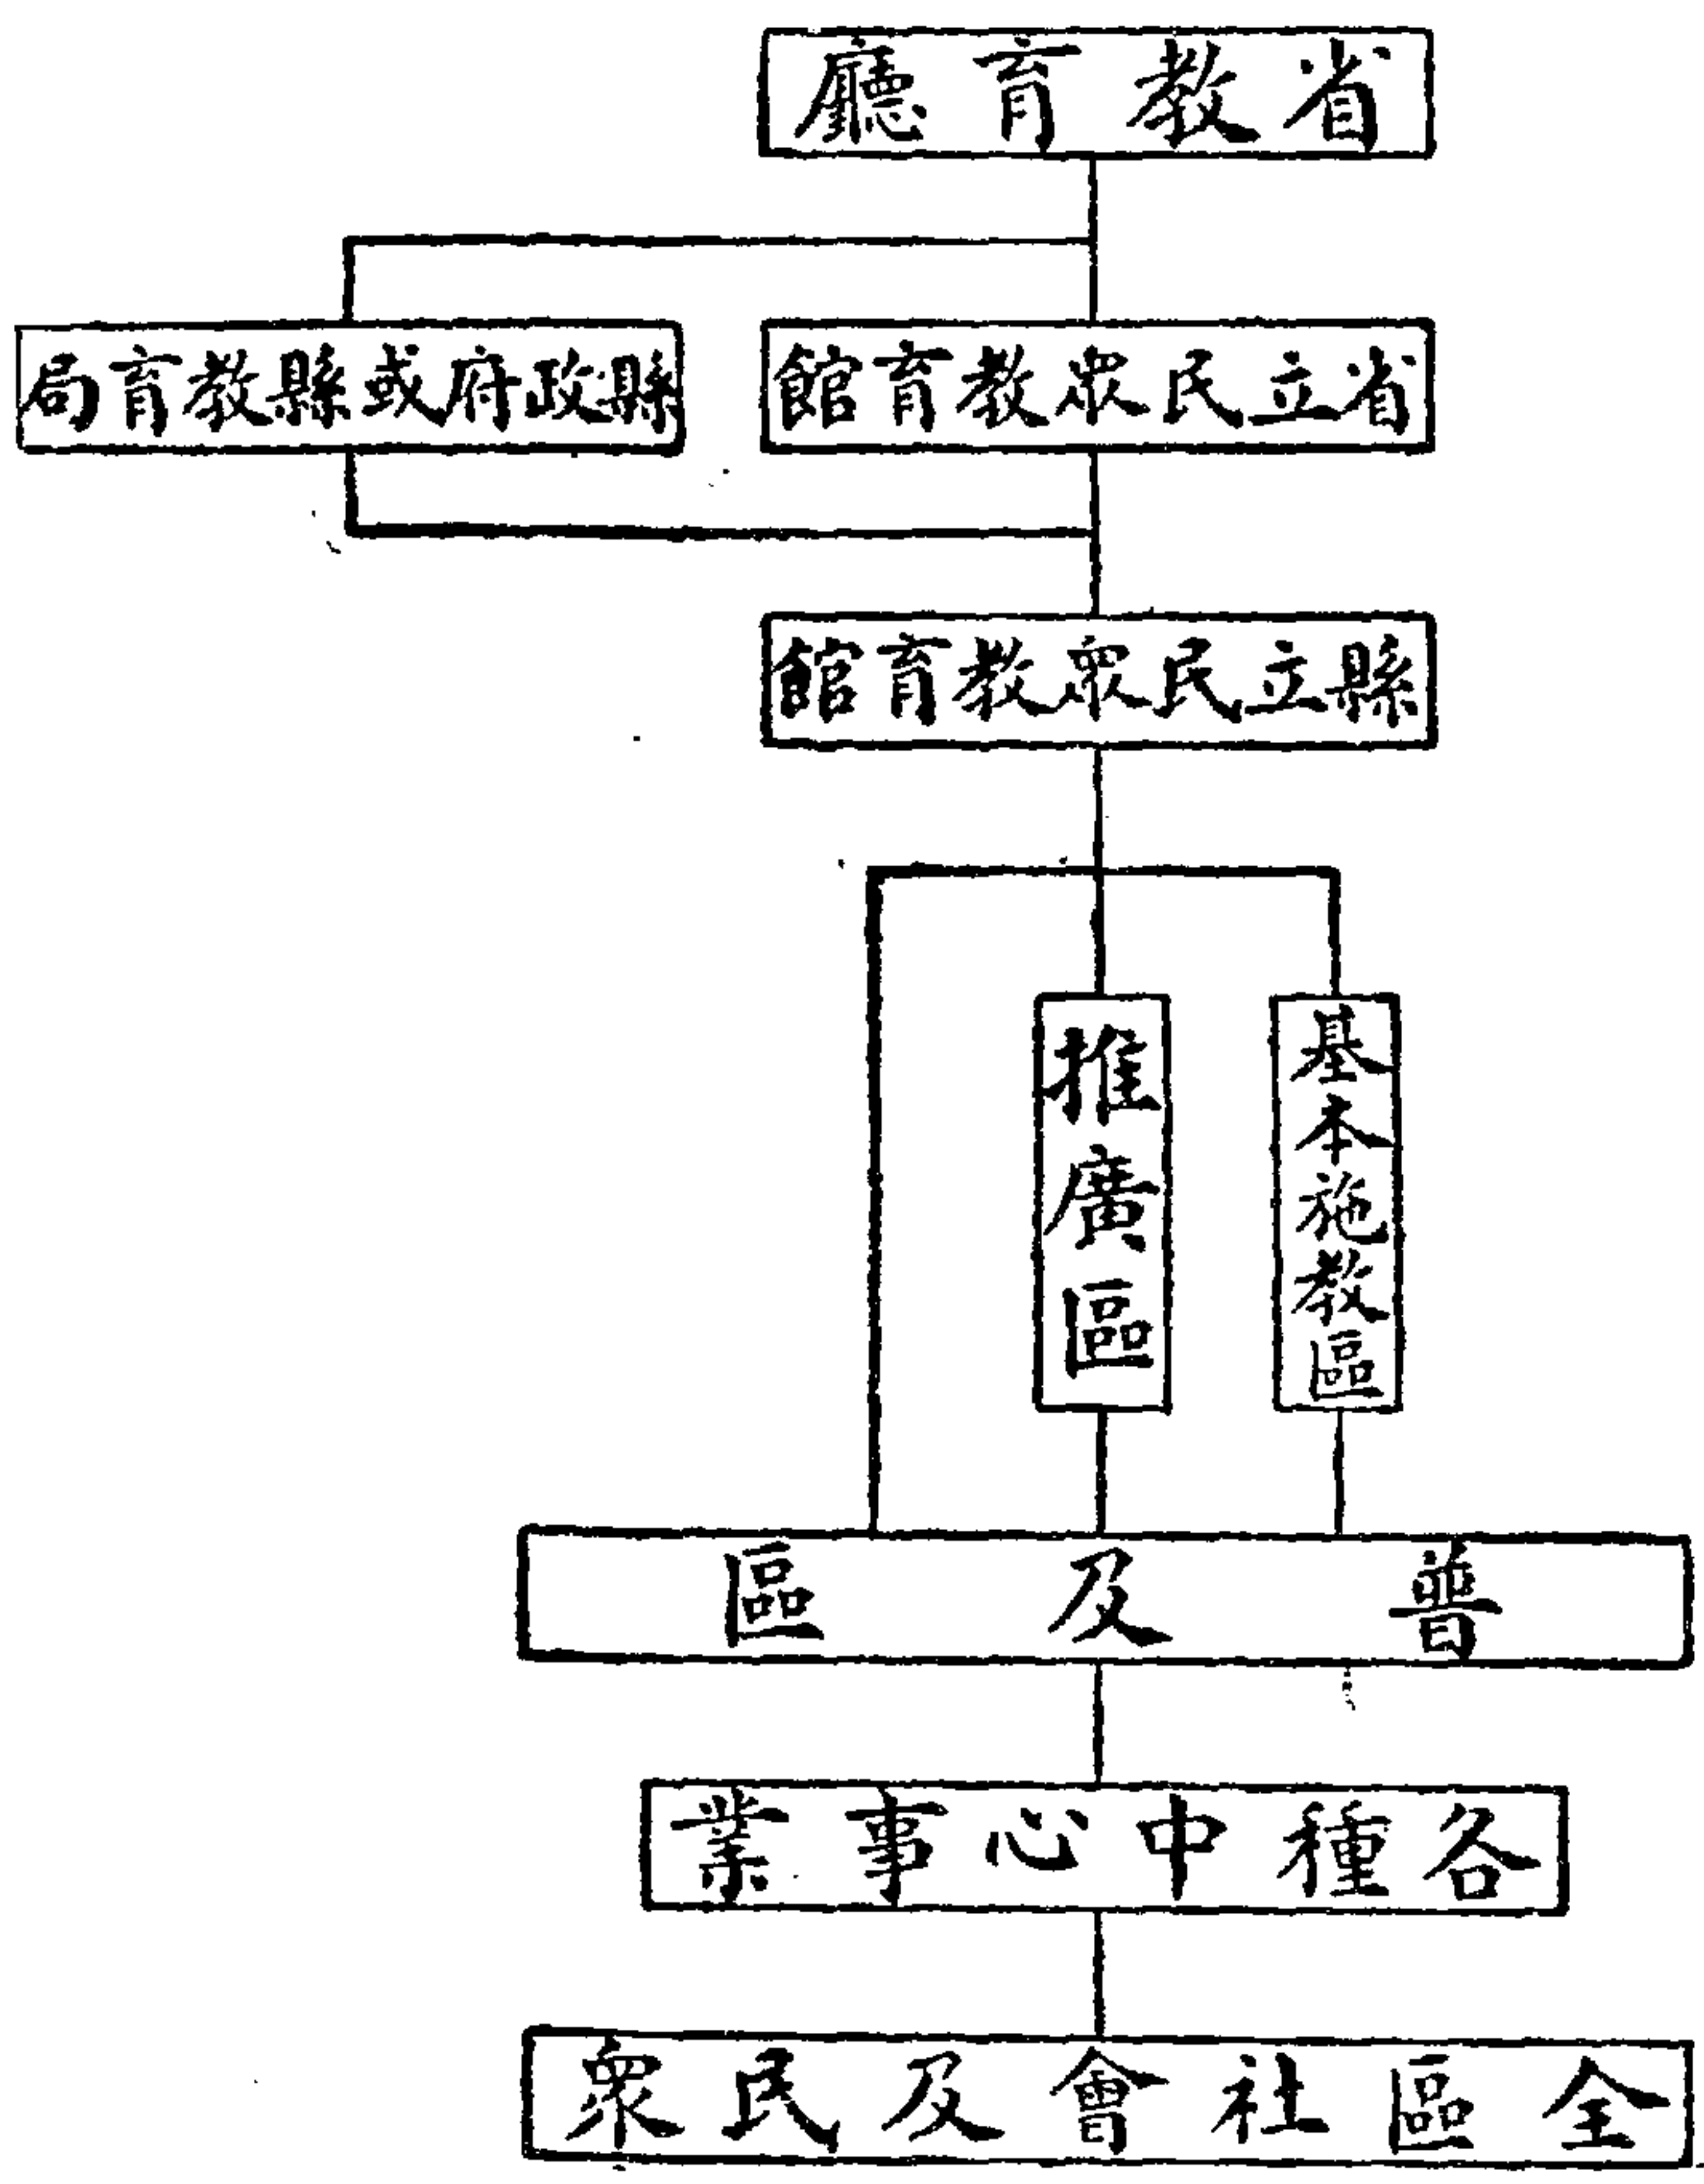 省教育廳
省立民眾教育館
縣政府或縣教育局
縣立民眾教育館
基本施教區
推廣區
普及區
各種中心事業
全區社會及民眾